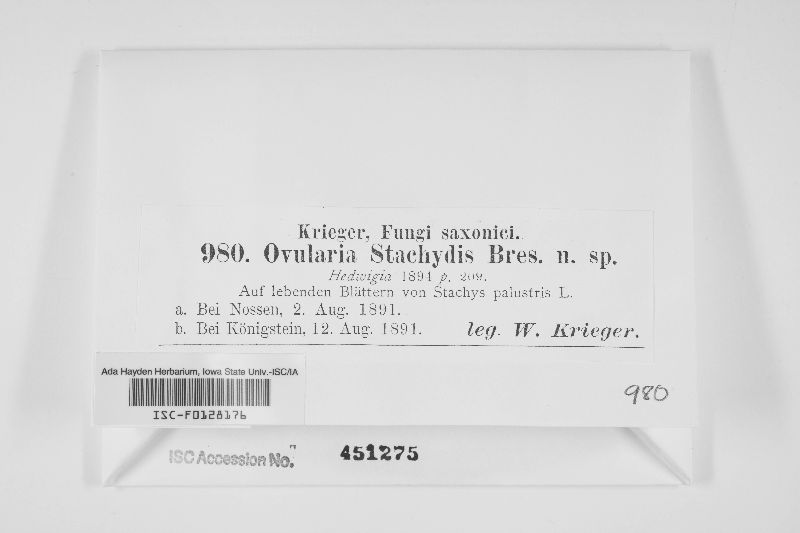 Krieger, Fungi saxonici.
980. Ovularia Stachydis Bres. n. sp.
Hedwigia 1894 p. 209.
Auf lebenden Blättern von Stachys palustris L.
a. Bei Nossen, 2. Aug. 1891.
b. Bei Königstein, 12. Aug. 1891. leg. W. Krieger.
Ada Hayden Herbarium, Iowa State Univ.-ISC/IA
ISC-F0128176
980
ISC Accession No. 451275